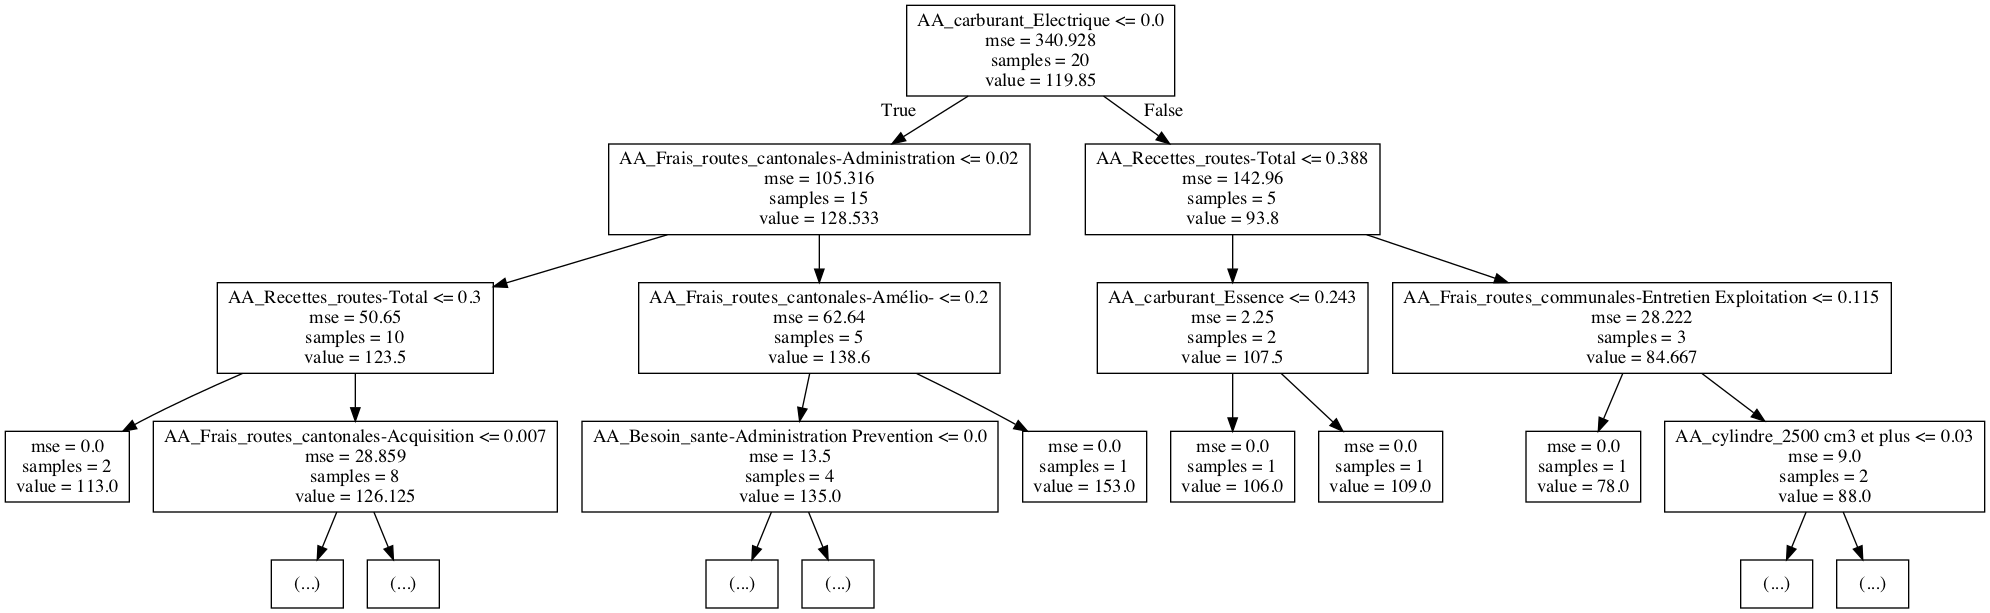 AA_carburant_Electrique <= 0.0
mse = 340.928
samples = 20
value = 119.85
True
False
AA_Frais_routes_cantonales-Administration <= 0.02
mse = 105.316
samples = 15
value = 128.533
AA_Recettes_routes-Total <= 0.388
mse = 142.96
samples = 5
value = 93.8
AA_Recettes_routes-Total <= 0.3
mse = 50.65
samples = 10
value = 123.5
AA_Frais_routes_cantonales-Amélio- <= 0.2
mse = 62.64
samples = 5
value = 138.6
AA_carburant_Essence <= 0.243
mse = 2.25
samples = 2
value = 107.5
AA_Frais_routes_communales-Entretien Exploitation <= 0.115
mse = 28.222
samples = 3
value = 84.667
mse = 0.0
samples = 2
value = 113.0
AA_Frais_routes_cantonales-Acquisition <= 0.007
mse = 28.859
samples = 8
value = 126.125
AA_Besoin_sante-Administration Prevention <= 0.0
mse = 13.5
samples = 4
value = 135.0
mse = 0.0
samples = 1
value = 153.0
mse = 0.0
samples = 1
value = 106.0
mse = 0.0
samples = 1
value = 109.0
mse = 0.0
samples = 1
value = 78.0
AA_cylindre_2500 cm3 et plus <= 0.03
mse = 9.0
samples = 2
value = 88.0
(...)
(...)
(...)
(...)
(...)
(...)